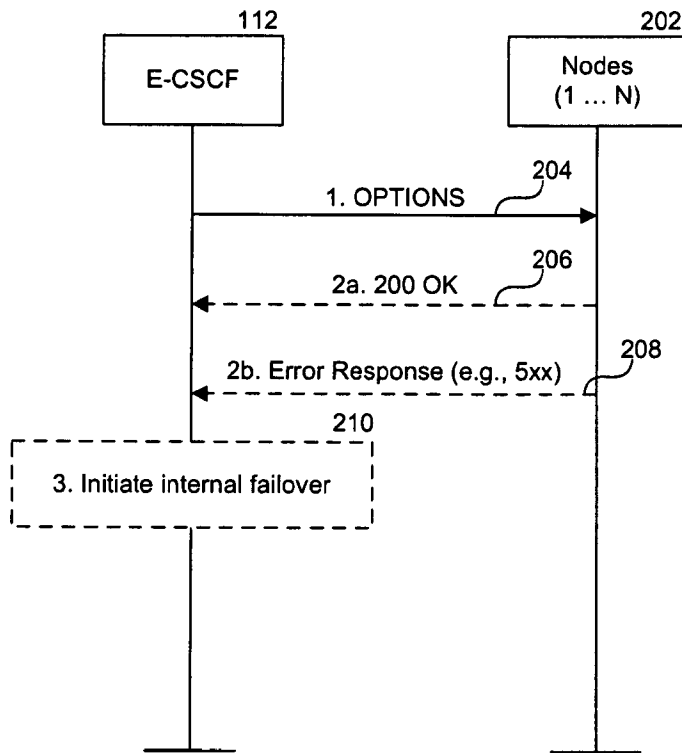 112
202
E-CSCF
Nodes
(1 ... N)
204
1. OPTIONS
206
2a. 200 OK
208
2b. Error Response (e.g., 5xx)
210
3. Initiate internal failover